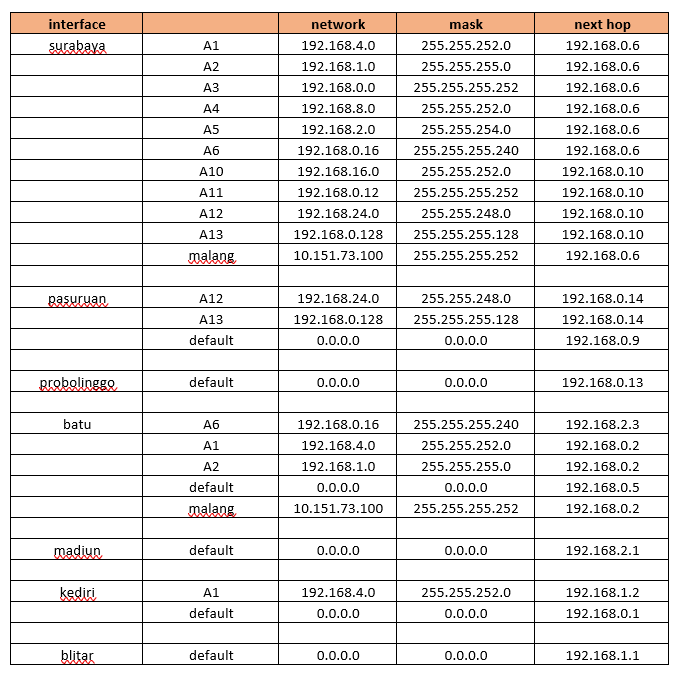 interface network mask next hop
surabaya A1 192.168.4.0 255.255.252.0 192.168.0.6
A2 192.168.1.0 255.255.255.0 192.168.0.6
A3 192.168.0.0 255.255.255.252 192.168.0.6
A4 192.168.8.0 255.255.252.0 192.168.0.6
A5 192.168.2.0 255.255.254.0 192.168.0.6
A6 192.168.0.16 255.255.255.240 192.168.0.6
A10 192.168.16.0 255.255.252.0 192.168.0.10
A11 192.168.0.12 255.255.255.252 192.168.0.10
A12 192.168.24.0 255.255.248.0 192.168.0.10
A13 192.168.0.128 255.255.255.128 192.168.0.10
malang 10.151.73.100 255.255.255.252 192.168.0.6
pasuruan A12 192.168.24.0 255.255.248.0 192.168.0.14
A13 192.168.0.128 255.255.255.128 192.168.0.14
default 0.0.0.0 0.0.0.0 192.168.0.9
probolinggo default 0.0.0.0 0.0.0.0 192.168.0.13
batu A6 192.168.0.16 255.255.255.240 192.168.2.3
A1 192.168.4.0 255.255.252.0 192.168.0.2
A2 192.168.1.0 255.255.255.0 192.168.0.2
default 0.0.0.0 0.0.0.0 192.168.0.5
malang 10.151.73.100 255.255.255.252 192.168.0.2
madiun default 0.0.0.0 0.0.0.0 192.168.2.1
kediri A1 192.168.4.0 255.255.252.0 192.168.1.2
default 0.0.0.0 0.0.0.0 192.168.0.1
blitar default 0.0.0.0 0.0.0.0 192.168.1.1